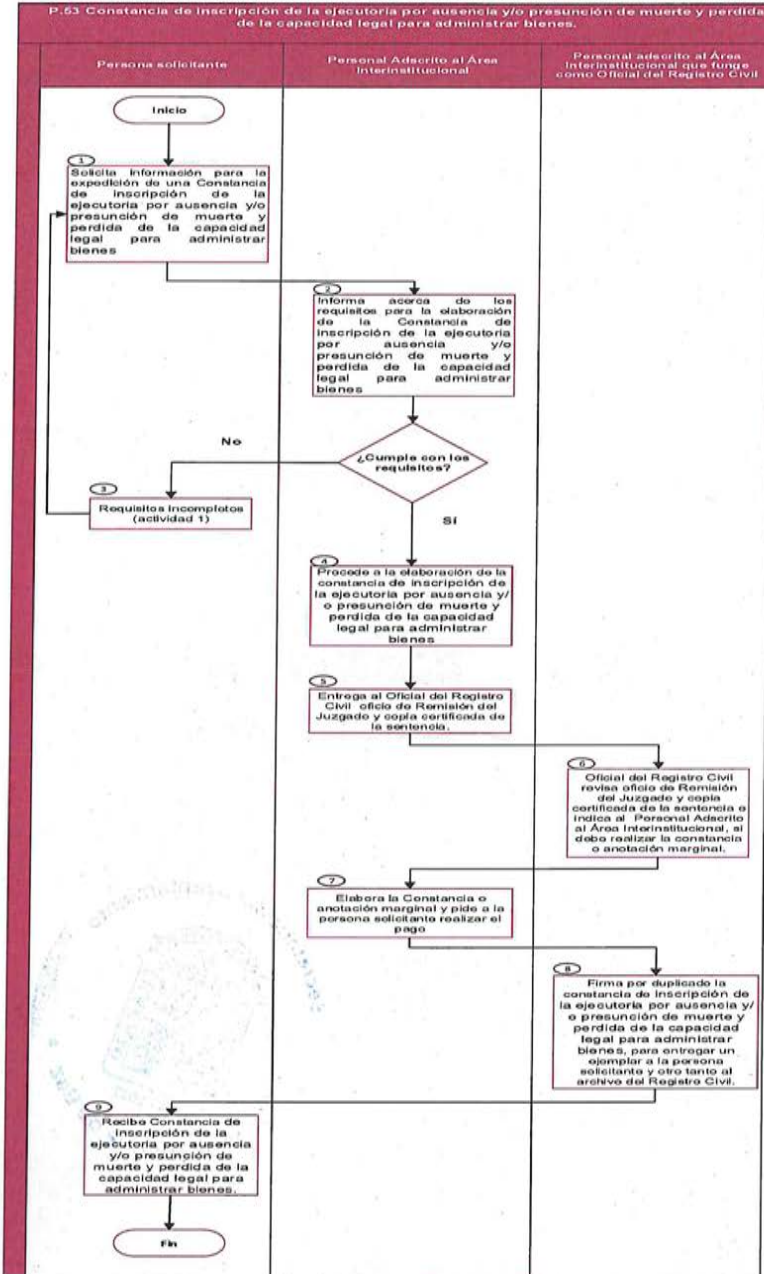 P.53 Constancia de inscripción de la ejecutoria por ausencia y/o presunción de muerte y perdida
de la capacidad legal para administrar bienes.
Persona solicitante
Personal Adscrito al Área
Interinstitucional
Personal adscrito al Área
Interinstitucional que funge
como Oficial del Registro Civil
Inicio
1
Solicita información para la
expedición de una Constancia
de inscripción de la
ejecutoria por ausencia y/o
presunción de muerte y
perdida de la capacidad
legal para administrar
bienes
2
Informa acerca de los
requisitos para la elaboración
de la Constancia de
inscripción de la ejecutoria
por ausencia y/o
presunción de muerte y
perdida de la capacidad
legal para administrar
bienes
¿Cumple con los
requisitos?
No
3
Requisitos incompletos
(actividad 1)
Sí
4
Procede a la elaboración de la
constancia de inscripción de
la ejecutoria por ausencia y/
o presunción de muerte y
perdida de la capacidad
legal para administrar
bienes
5
Entrega al Oficial del Registro
Civil oficio de Remisión del
Juzgado y copia certificada de
la sentencia.
6
Oficial del Registro Civil
revisa oficio de Remisión
del Juzgado y copia
certificada de la sentencia e
indica al Personal Adscrito
al Área Interinstitucional, si
debe realizar la constancia
o anotación marginal.
7
Elabora la Constancia o
anotación marginal y pide a la
persona solicitante realizar el
pago
8
Firma por duplicado la
constancia de inscripción de
la ejecutoria por ausencia y/
o presunción de muerte y
perdida de la capacidad
legal para administrar
bienes, para entregar un
ejemplar a la persona
solicitante y otro tanto al
archivo del Registro Civil.
9
Recibe Constancia de
inscripción de la
ejecutoria por ausencia
y/o presunción de
muerte y perdida de la
capacidad legal para
administrar bienes.
Fin